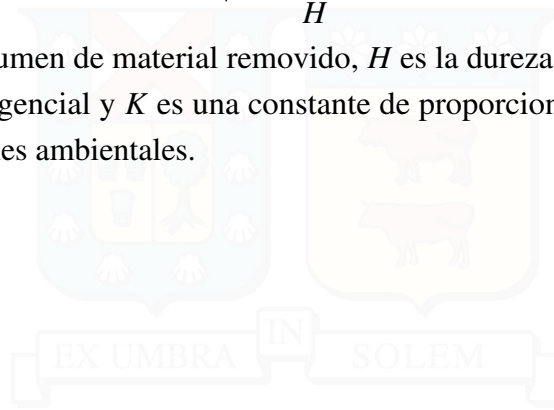 H
umen de material removido, H es la dureza
gencial y K es una constante de proporcion
es ambientales.
IN
EX UMBRA SOLEM